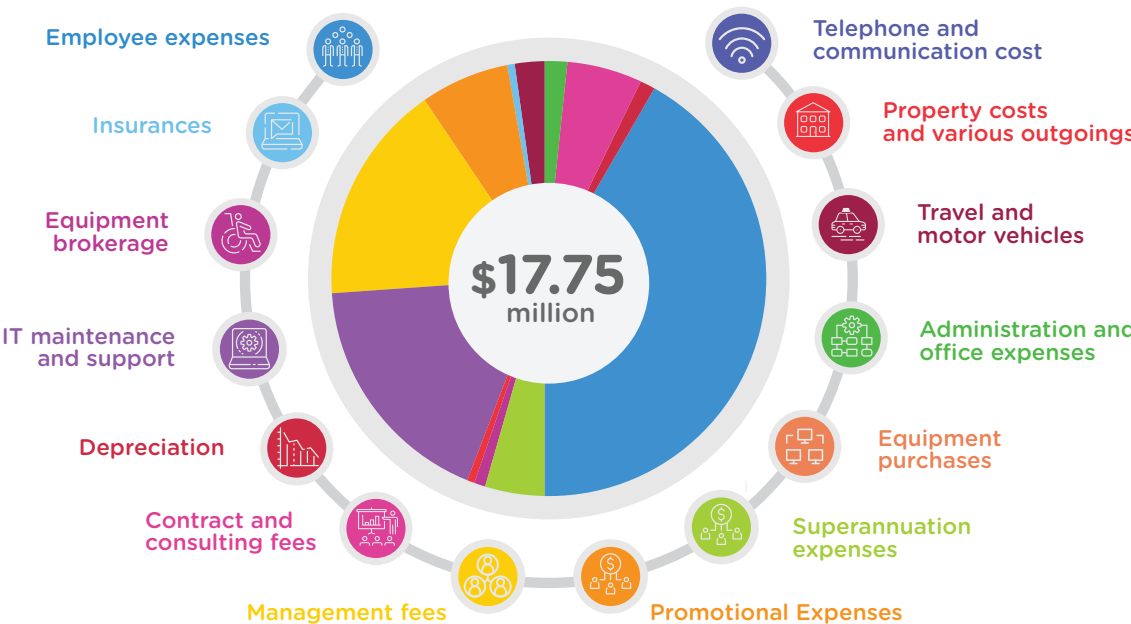 Employee expenses
Insurances
Equipment
brokerage
IT maintenance
and support
Depreciation
Contract and
consulting fees
Management fees
$17.75
million
Telephone and
communication cost
Property costs
and various outgoings
Travel and
motor vehicles
Administration and
office expenses
Equipment
purchases
Superannuation
expenses
Promotional Expenses